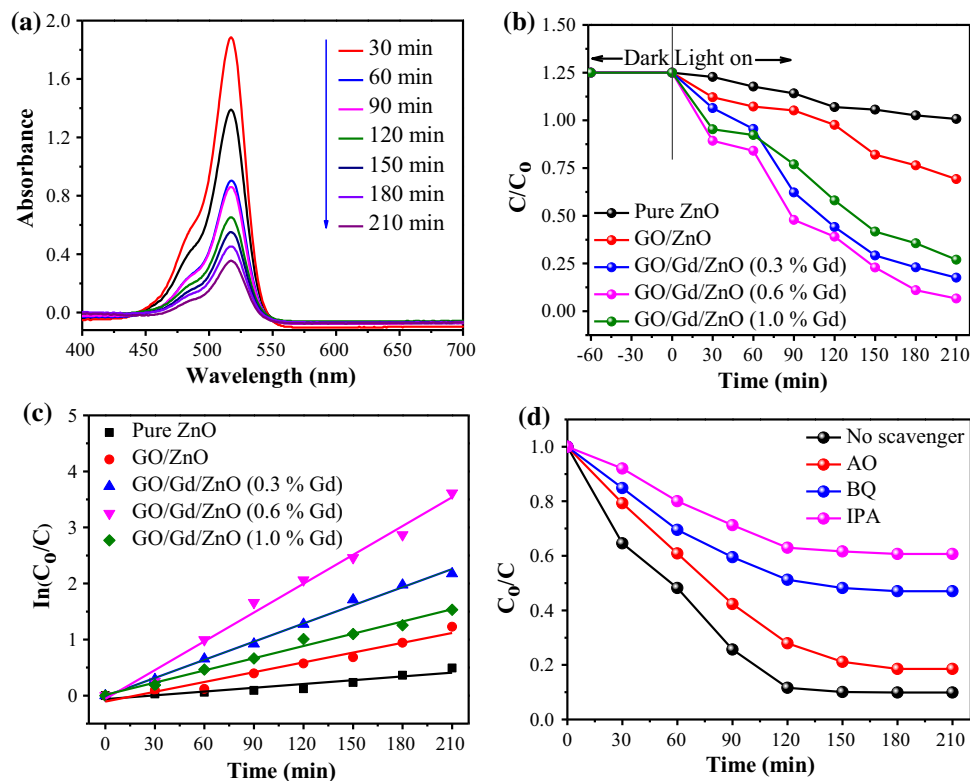 (a)
2.0
1.6
1.2
0.8
0.4
0.0
Absorbance
30 min
60 min
90 min
120 min
150 min
180 min
210 min
400 450 500 550 600 650 700
Wavelength (nm)
(b)
1.50
1.25
1.00
0.75
0.50
0.25
0.00
C/C0
Dark Light on
Pure ZnO
GO/ZnO
GO/Gd/ZnO (0.3 % Gd)
GO/Gd/ZnO (0.6 % Gd)
GO/Gd/ZnO (1.0 % Gd)
-60 -30 0 30 60 90 120 150 180 210
Time (min)
(c)
5
4
3
2
1
0
In(C0/C)
Pure ZnO
GO/ZnO
GO/Gd/ZnO (0.3 % Gd)
GO/Gd/ZnO (0.6 % Gd)
GO/Gd/ZnO (1.0 % Gd)
0 30 60 90 120 150 180 210
Time (min)
(d)
1.0
0.8
0.6
0.4
0.2
0.0
C0/C
No scavenger
AO
BQ
IPA
0 30 60 90 120 150 180 210
Time (min)